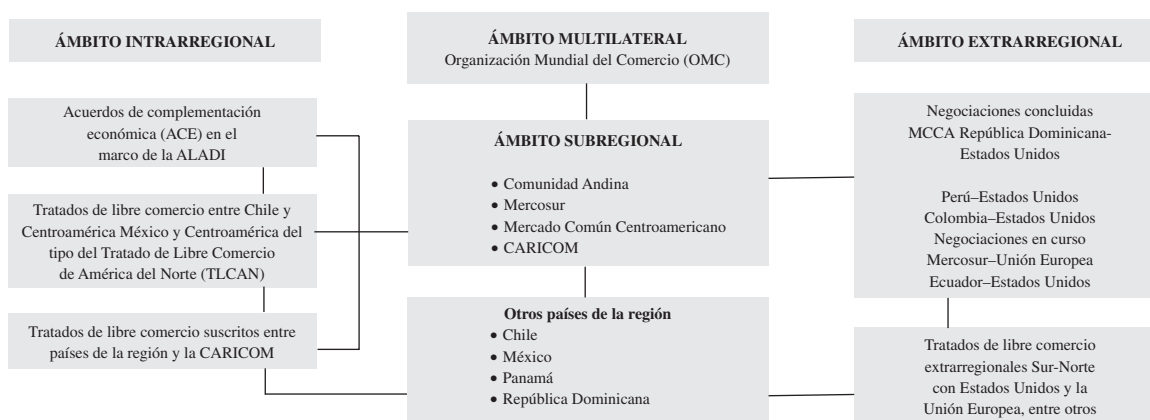 ÁMBITO INTRARREGIONAL
Acuerdos de complementación
económica (ACE) en el
marco de la ALADI
Tratados de libre comercio entre Chile y
Centroamérica México y Centroamérica del
tipo del Tratado de Libre Comercio
de América del Norte (TLCAN)
Tratados de libre comercio suscritos entre
países de la región y la CARICOM
ÁMBITO MULTILATERAL
Organización Mundial del Comercio (OMC)
ÁMBITO SUBREGIONAL
• Comunidad Andina
• Mercosur
• Mercado Común Centroamericano
• CARICOM
Otros países de la región
• Chile
• México
• Panamá
• República Dominicana
ÁMBITO EXTRARREGIONAL
Negociaciones concluidas
MCCA República Dominicana-
Estados Unidos
Perú–Estados Unidos
Colombia–Estados Unidos
Negociaciones en curso
Mercosur–Unión Europea
Ecuador–Estados Unidos
Tratados de libre comercio
extrarregionales Sur-Norte
con Estados Unidos y la
Unión Europea, entre otros